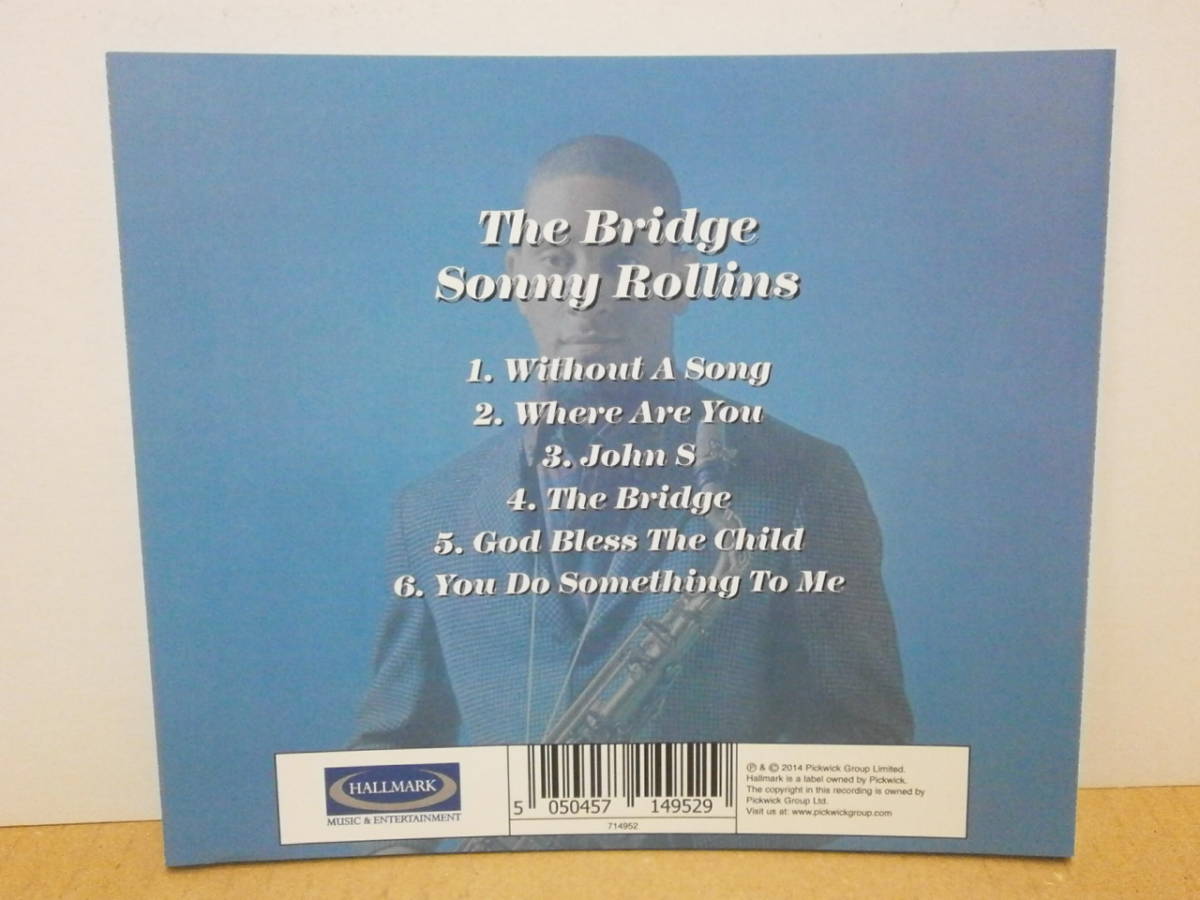 The Bridge
Sonny Rollins
1. Without A Song
2. Where Are You
3. John S
4. The Bridge
5. God Bless The Child
6. You Do Something To Me
HALLMARK
MUSIC & ENTERTAINMENT
5 050457 149529
714952
℗ & © 2014 Pickwick Group Limited.
Hallmark is a label owned by Pickwick.
The copyright in this recording is owned by
Pickwick Group Ltd.
Visit us at: www.pickwickgroup.com